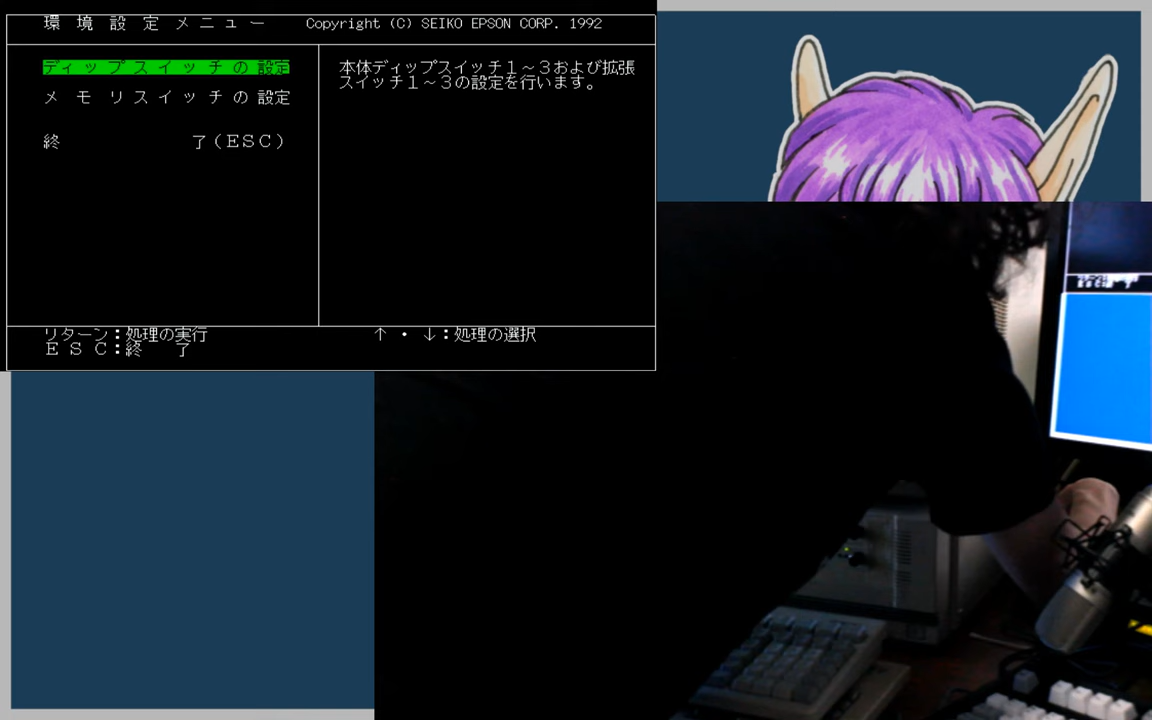 環 境 設 定 メ ニ ュ ー Copyright (C) SEIKO EPSON CORP. 1992
デ ィ ッ プ ス イ ッ チ の 設定
メ モ リ ス イ ッ チ の 設定
終 了(ESC)
本体ディップスイッチ1~3および拡張
スイッチ1~3の設定を行います。
リターン:処理の実行 ↑ ・ ↓:処理の選択
E S C:終 了